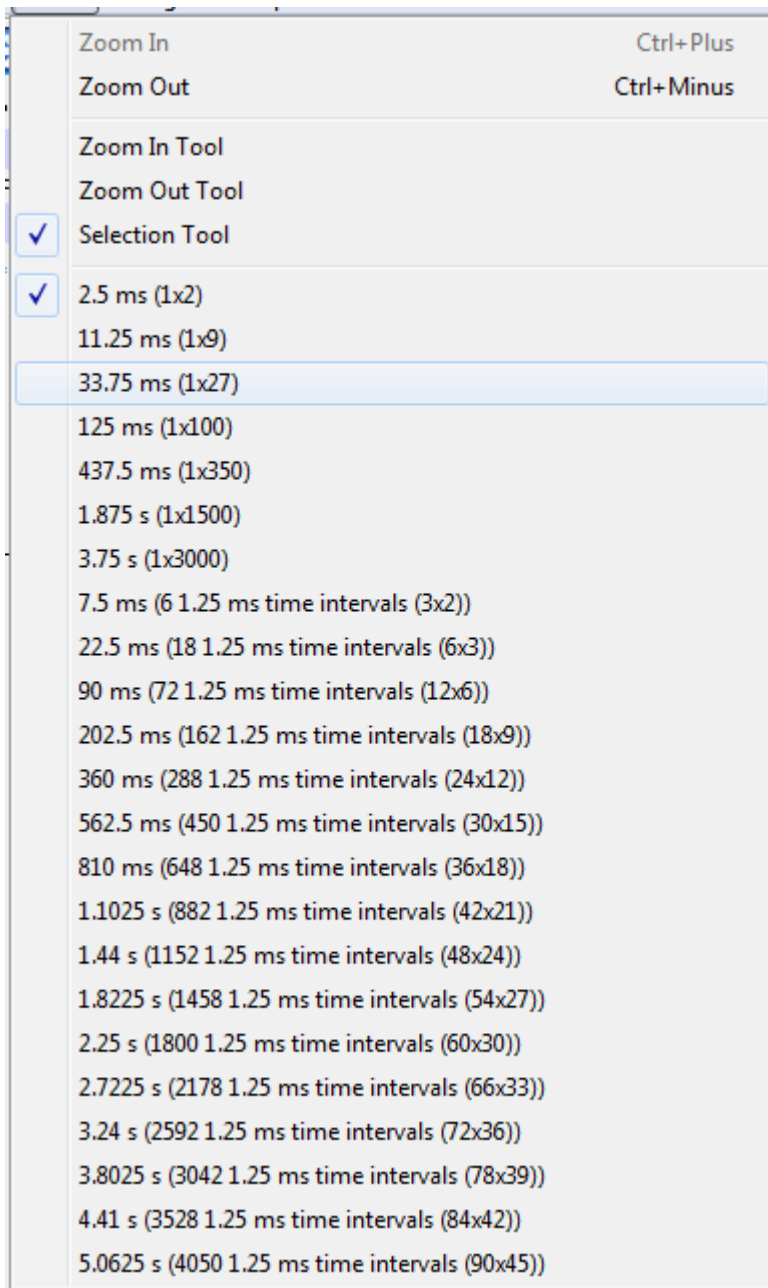 Zoom In Ctrl+Plus
Zoom Out Ctrl+Minus
Zoom In Tool
Zoom Out Tool
Selection Tool
2.5 ms (1x2)
11.25 ms (1x9)
33.75 ms (1x27)
125 ms (1x100)
437.5 ms (1x350)
1.875 s (1x1500)
3.75 s (1x3000)
7.5 ms (6 1.25 ms time intervals (3x2))
22.5 ms (18 1.25 ms time intervals (6x3))
90 ms (72 1.25 ms time intervals (12x6))
202.5 ms (162 1.25 ms time intervals (18x9))
360 ms (288 1.25 ms time intervals (24x12))
562.5 ms (450 1.25 ms time intervals (30x15))
810 ms (648 1.25 ms time intervals (36x18))
1.1025 s (882 1.25 ms time intervals (42x21))
1.44 s (1152 1.25 ms time intervals (48x24))
1.8225 s (1458 1.25 ms time intervals (54x27))
2.25 s (1800 1.25 ms time intervals (60x30))
2.7225 s (2178 1.25 ms time intervals (66x33))
3.24 s (2592 1.25 ms time intervals (72x36))
3.8025 s (3042 1.25 ms time intervals (78x39))
4.41 s (3528 1.25 ms time intervals (84x42))
5.0625 s (4050 1.25 ms time intervals (90x45))